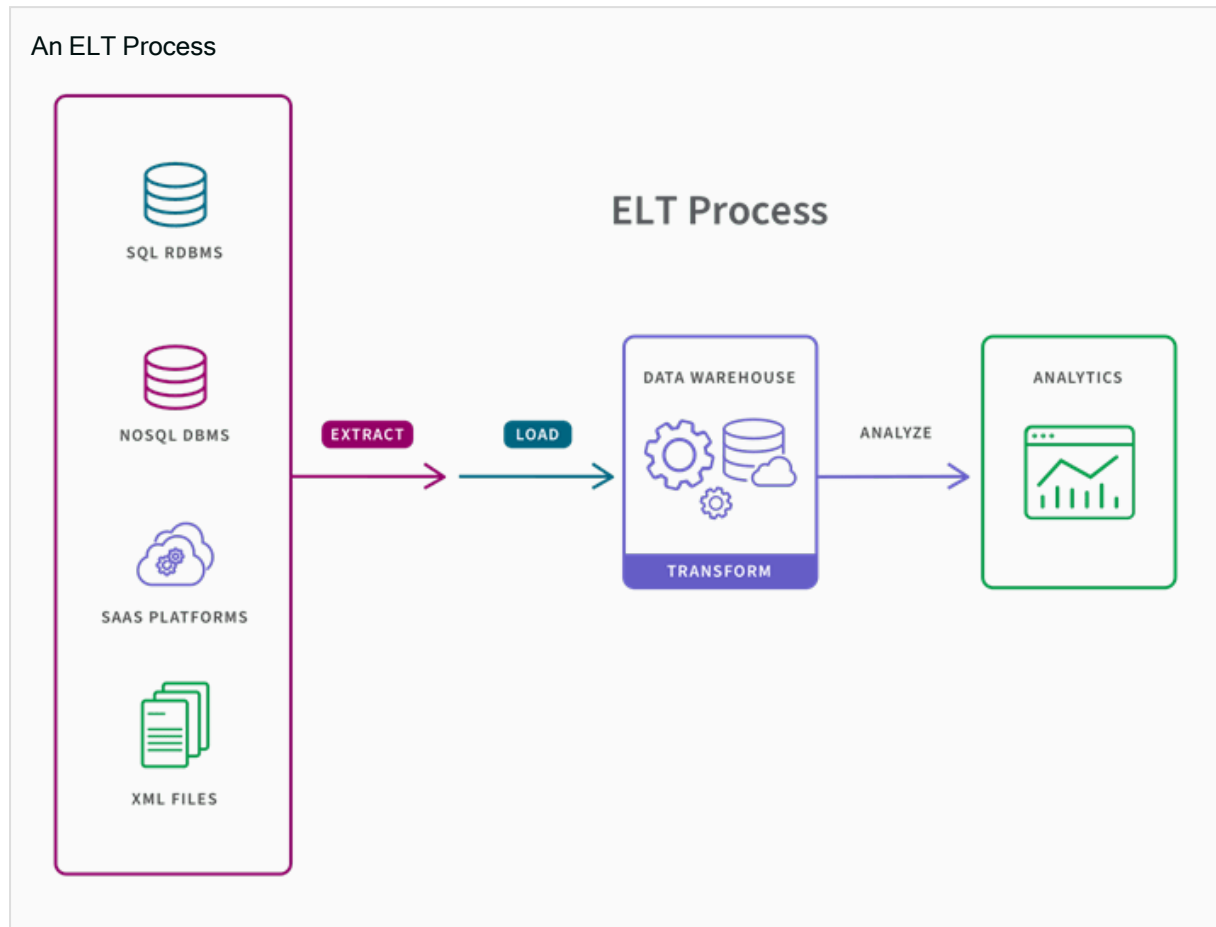 An ELT Process
ELT Process
SQL RDBMS
NOSQL DBMS
SAAS PLATFORMS
XML FILES
EXTRACT
LOAD
DATA WAREHOUSE
TRANSFORM
ANALYZE
ANALYTICS